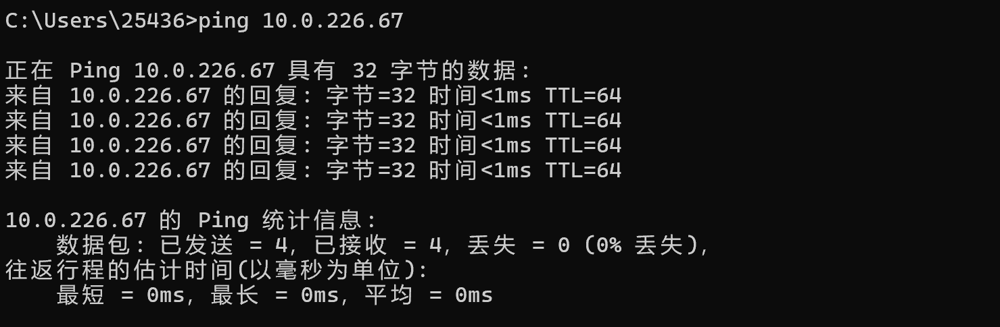 C:\Users\25436>ping 10.0.226.67
正在 Ping 10.0.226.67 具有 32 字节的数据:
来自 10.0.226.67 的回复: 字节=32 时间<1ms TTL=64
来自 10.0.226.67 的回复: 字节=32 时间<1ms TTL=64
来自 10.0.226.67 的回复: 字节=32 时间<1ms TTL=64
来自 10.0.226.67 的回复: 字节=32 时间<1ms TTL=64
10.0.226.67 的 Ping 统计信息:
    数据包: 已发送 = 4，已接收 = 4，丢失 = 0 (0% 丢失)，
往返行程的估计时间(以毫秒为单位):
    最短 = 0ms，最长 = 0ms，平均 = 0ms